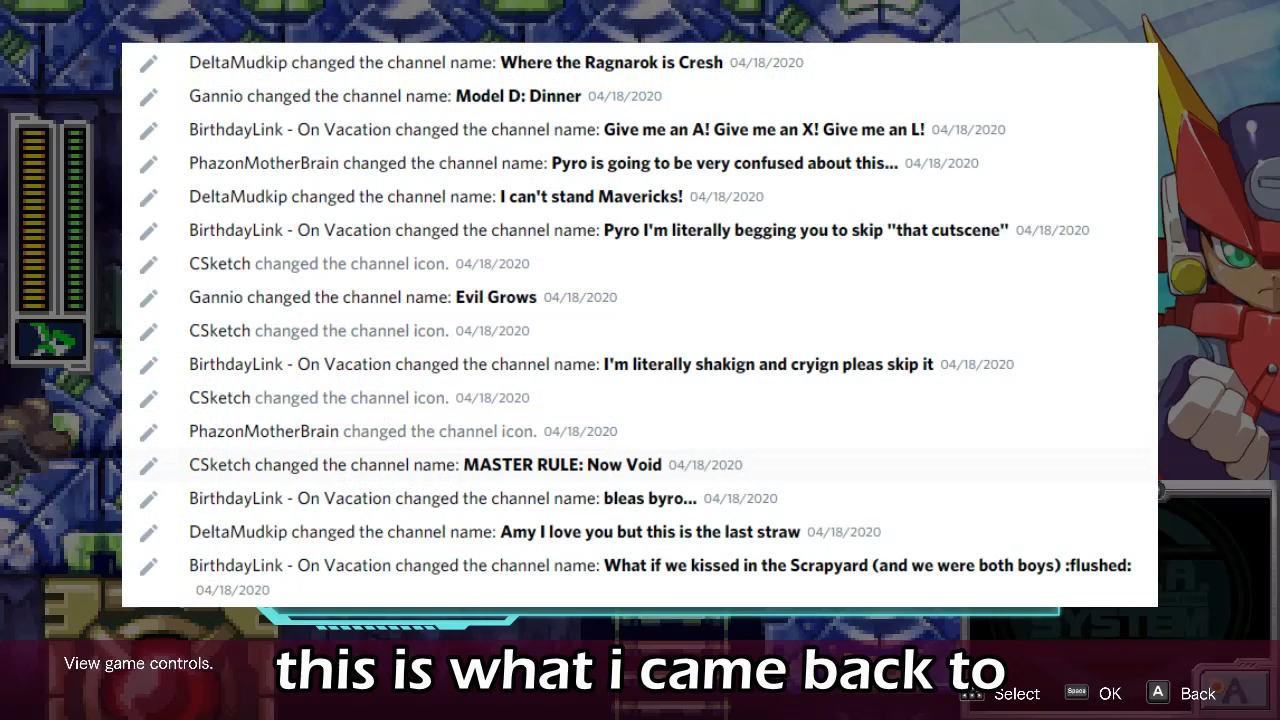 DeltaMudkip changed the channel name: Where the Ragnarok is Cresh 04/18/2020
Gannio changed the channel name: Model D: Dinner 04/18/2020
BirthdayLink - On Vacation changed the channel name: Give me an A! Give me an X! Give me an L! 04/18/2020
PhazonMotherBrain changed the channel name: Pyro is going to be very confused about this... 04/18/2020
DeltaMudkip changed the channel name: I can't stand Mavericks! 04/18/2020
BirthdayLink - On Vacation changed the channel name: Pyro I'm literally begging you to skip "that cutscene" 04/18/2020
CSketch changed the channel icon. 04/18/2020
Gannio changed the channel name: Evil Grows 04/18/2020
CSketch changed the channel icon. 04/18/2020
BirthdayLink - On Vacation changed the channel name: I'm literally shakign and cryign pleas skip it 04/18/2020
CSketch changed the channel icon. 04/18/2020
PhazonMotherBrain changed the channel icon. 04/18/2020
CSketch changed the channel name: MASTER RULE: Now Void 04/18/2020
BirthdayLink - On Vacation changed the channel name: bleas byro... 04/18/2020
DeltaMudkip changed the channel name: Amy I love you but this is the last straw 04/18/2020
BirthdayLink - On Vacation changed the channel name: What if we kissed in the Scrapyard (and we were both boys) :flushed:
04/18/2020
SYSTEM
View game controls.
this is what i came back to
Select Space OK A Back